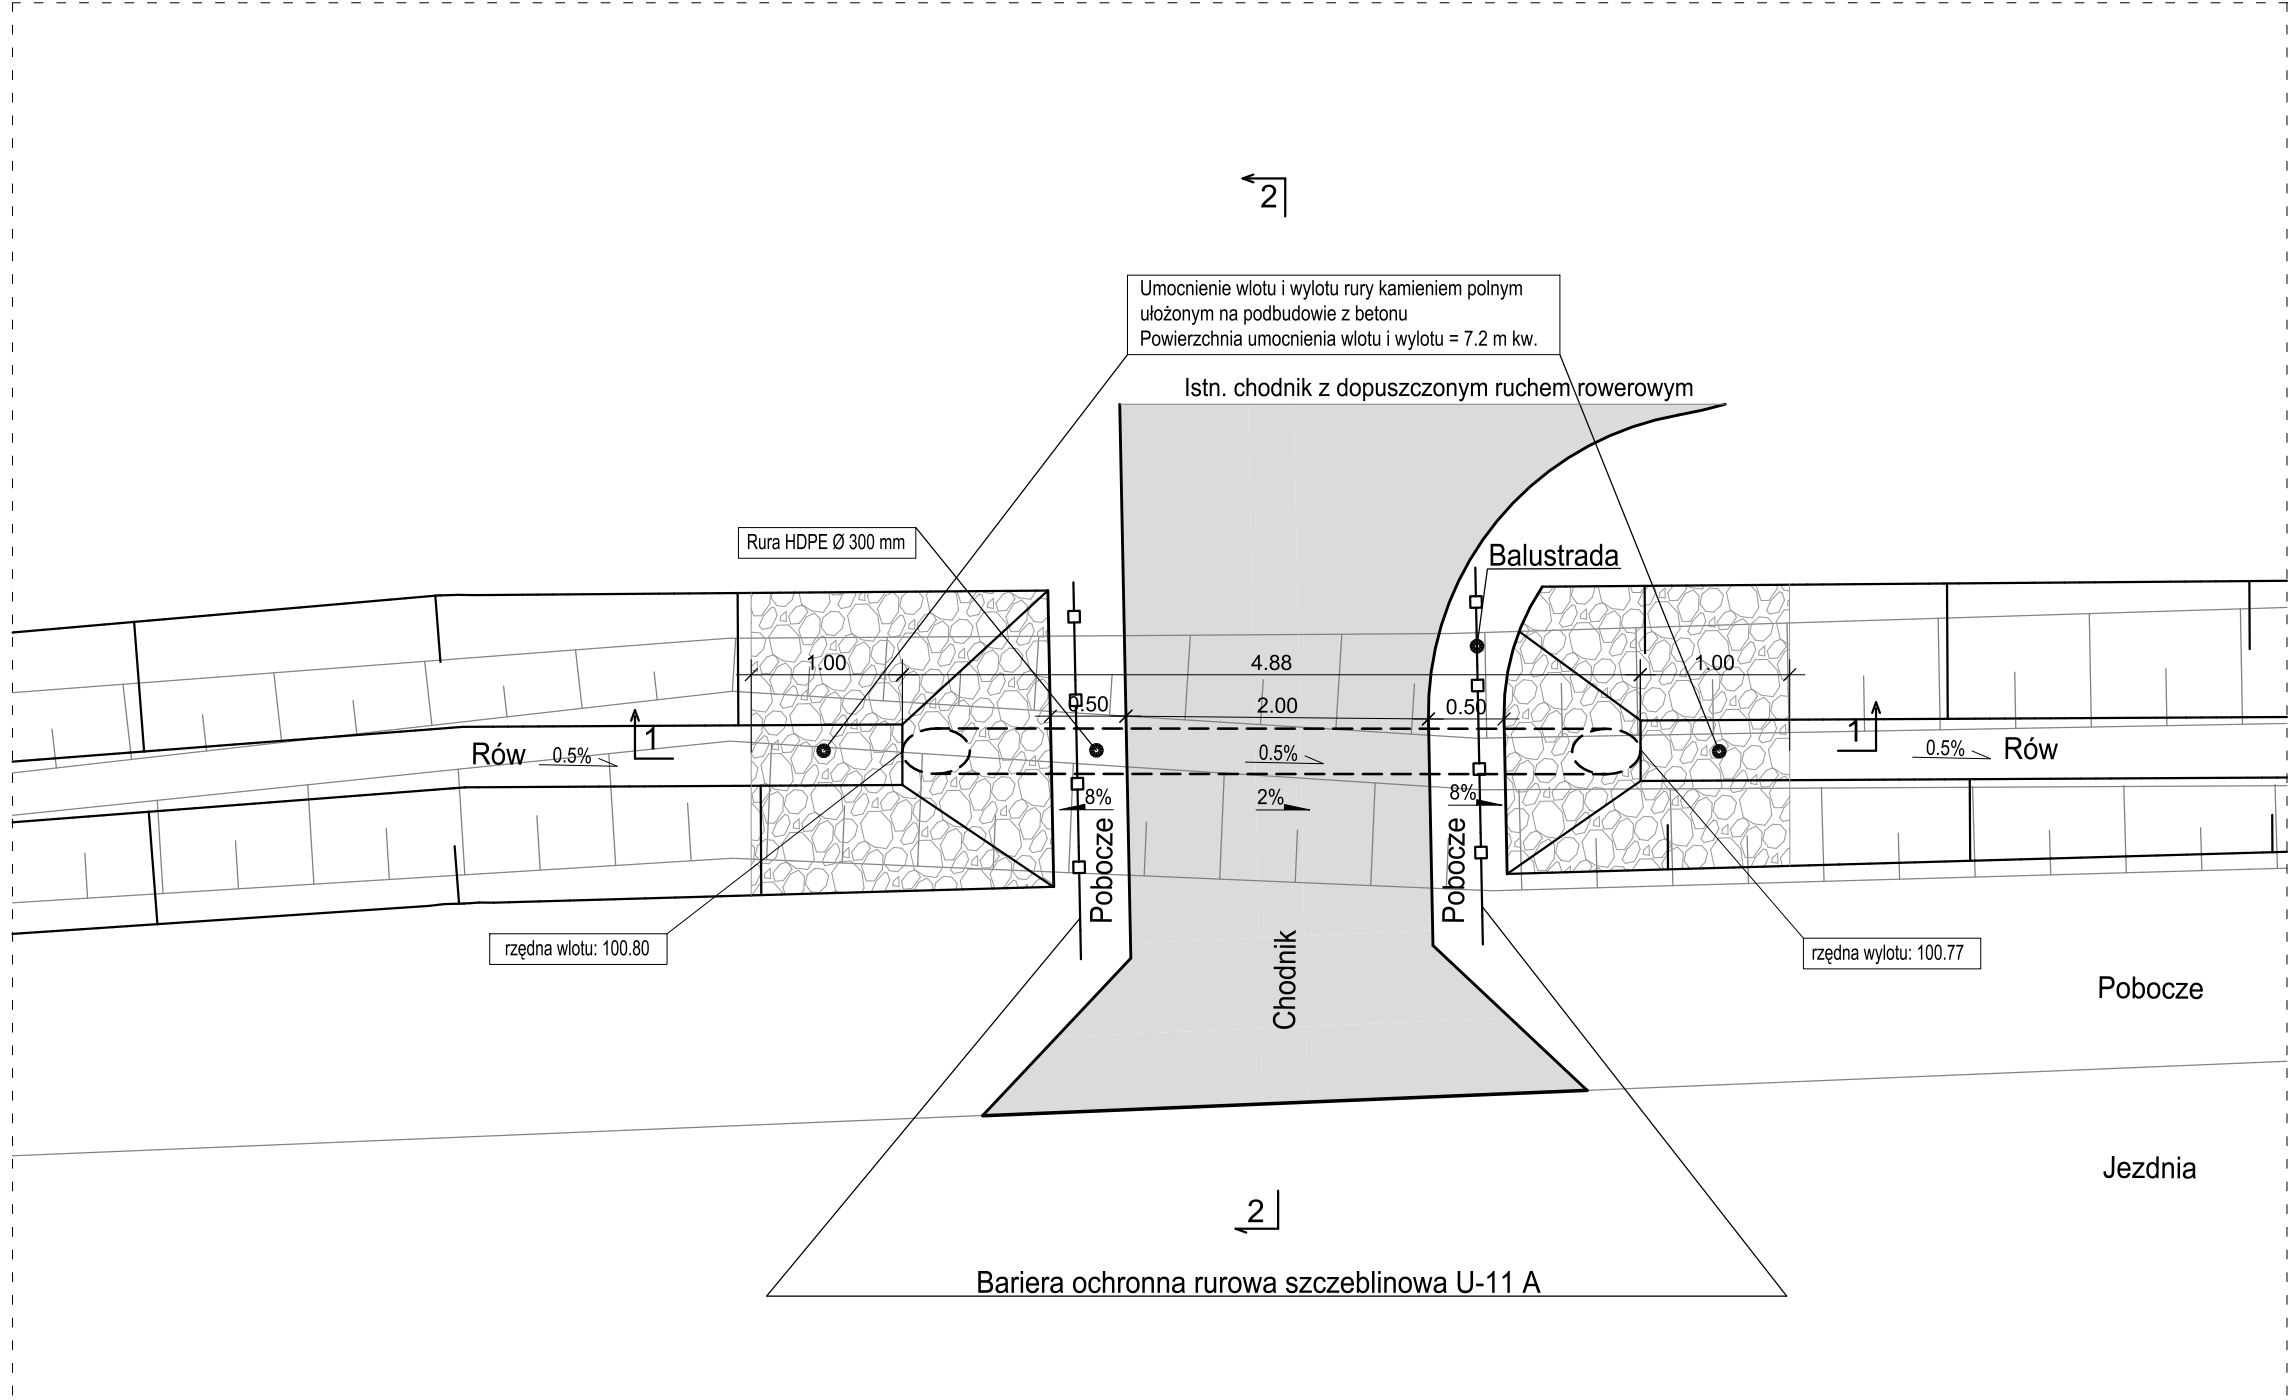 2
Umocnienie wlotu i wylotu rury kamieniem polnym
ułożonym na podbudowie z betonu
Powierzchnia umocnienia wlotu i wylotu = 7.2 m kw.
Istn. chodnik z dopuszczonym ruchem rowerowym
Rura HDPE Ø 300 mm
Balustrada
1.00
4.88
1.00
0.50
2.00
0.50
1
1
Rów
0.5%
0.5%
0.5%
Rów
8%
2%
8%
Pobocze
Pobocze
Chodnik
rzędna wlotu: 100.80
rzędna wylotu: 100.77
Pobocze
Jezdnia
2
Bariera ochronna rurowa szczeblinowa U-11 A